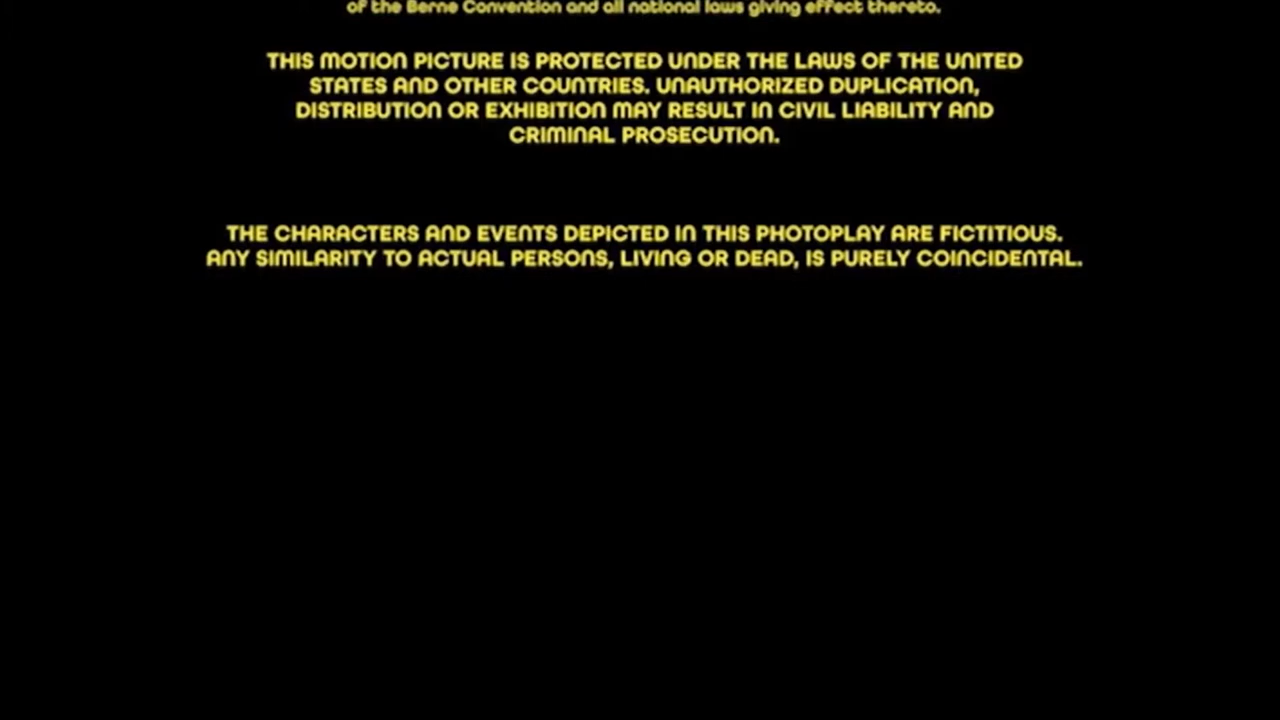 of the Berne Convention and all national laws giving effect thereto.
THIS MOTION PICTURE IS PROTECTED UNDER THE LAWS OF THE UNITED
STATES AND OTHER COUNTRIES. UNAUTHORIZED DUPLICATION,
DISTRIBUTION OR EXHIBITION MAY RESULT IN CIVIL LIABILITY AND
CRIMINAL PROSECUTION.
THE CHARACTERS AND EVENTS DEPICTED IN THIS PHOTOPLAY ARE FICTITIOUS.
ANY SIMILARITY TO ACTUAL PERSONS, LIVING OR DEAD, IS PURELY COINCIDENTAL.